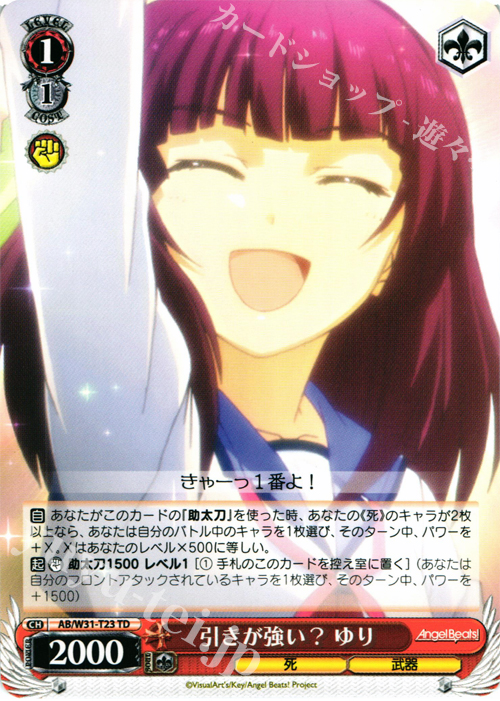 LEVEL
1
1
COST
カードショップ - 遊々
きゃーっ1番よ！
自 あなたがこのカードの「助太刀」を使った時、あなたの《死》のキャラが2枚
以上なら、あなたは自分のバトル中のキャラを1枚選び、そのターン中、パワーを
＋X。Xはあなたのレベル×500に等しい。
起 助太刀1500 レベル1 [① 手札のこのカードを控え室に置く] (あなたは
自分のフロントアタックされているキャラを1枚選び、そのターン中、パワーを
＋1500)
CH AB/W31-T23 TD
引きが強い？ ゆり
Angel Beats!
POWER
2000
SOUL
死 武器
©VisualArt's/Key/Angel Beats! Project